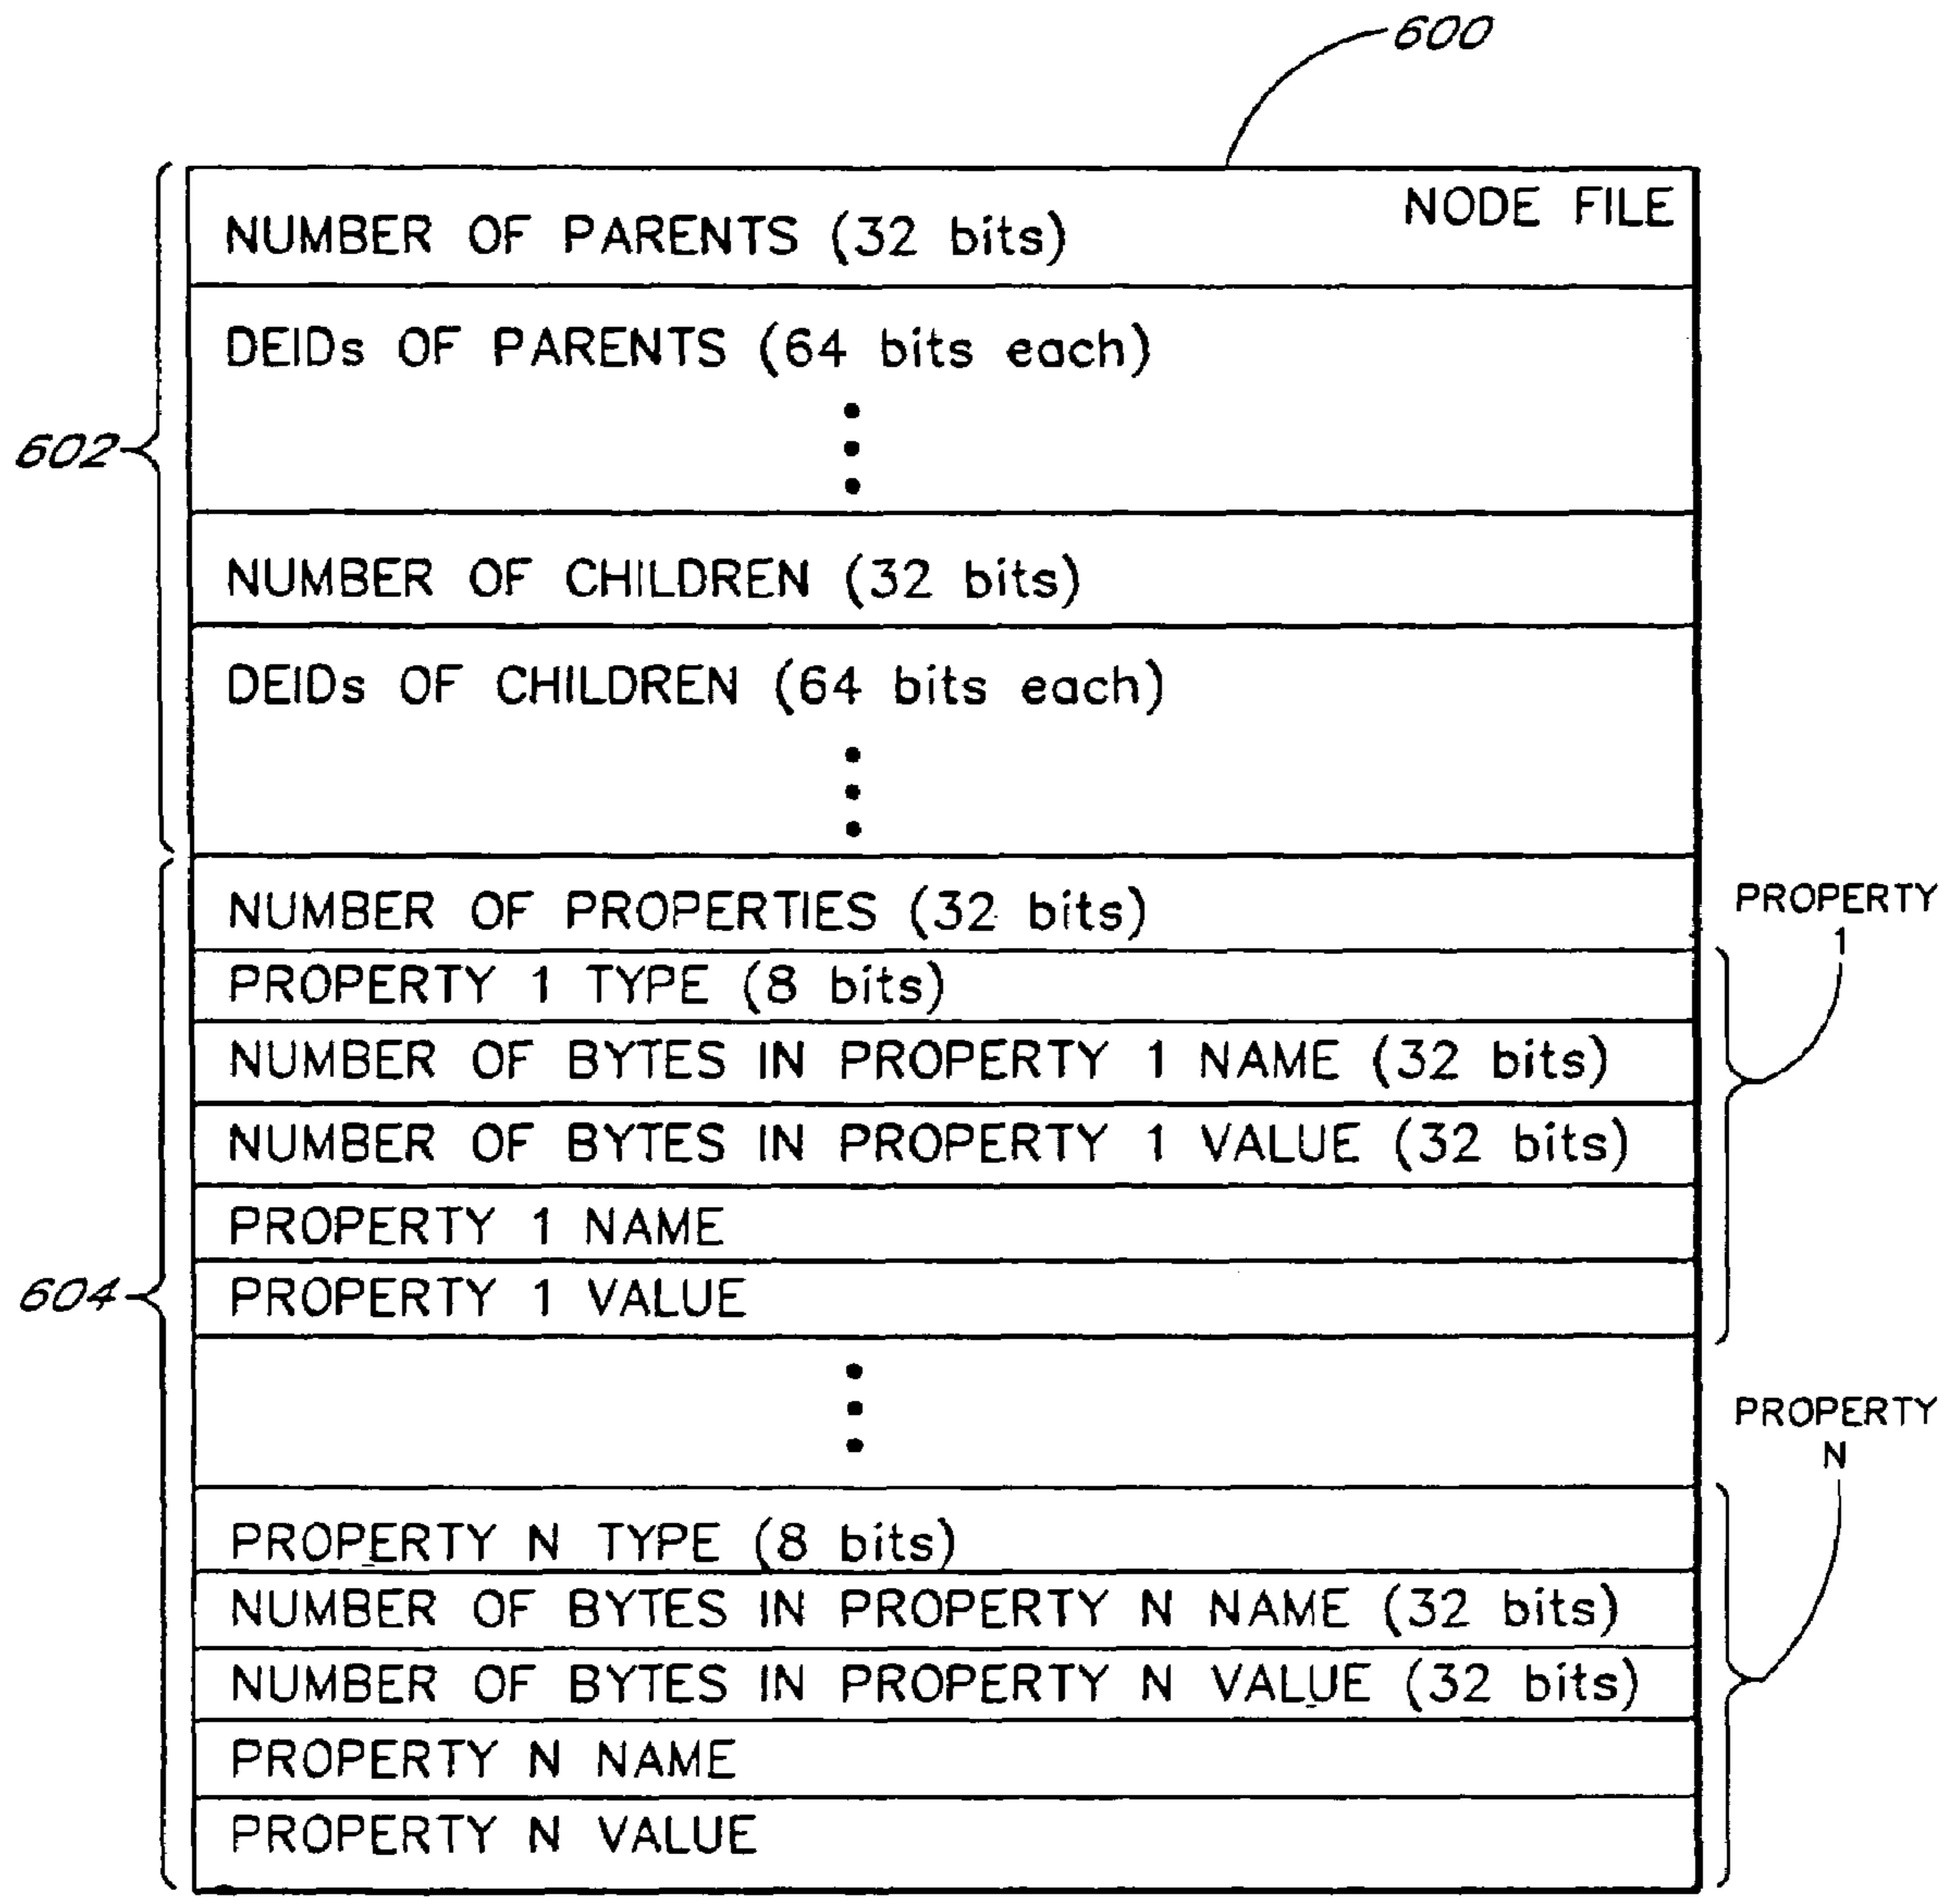 600
NODE FILE
NUMBER OF PARENTS (32 bits)
DEIDs OF PARENTS (64 bits each)
602
NUMBER OF CHILDREN (32 bits)
DEIDs OF CHILDREN (64 bits each)
NUMBER OF PROPERTIES (32 bits)
PROPERTY
1
PROPERTY 1 TYPE (8 bits)
NUMBER OF BYTES IN PROPERTY 1 NAME (32 bits)
NUMBER OF BYTES IN PROPERTY 1 VALUE (32 bits)
PROPERTY 1 NAME
604
PROPERTY 1 VALUE
PROPERTY
N
PROPERTY N TYPE (8 bits)
NUMBER OF BYTES IN PROPERTY N NAME (32 bits)
NUMBER OF BYTES IN PROPERTY N VALUE (32 bits)
PROPERTY N NAME
PROPERTY N VALUE